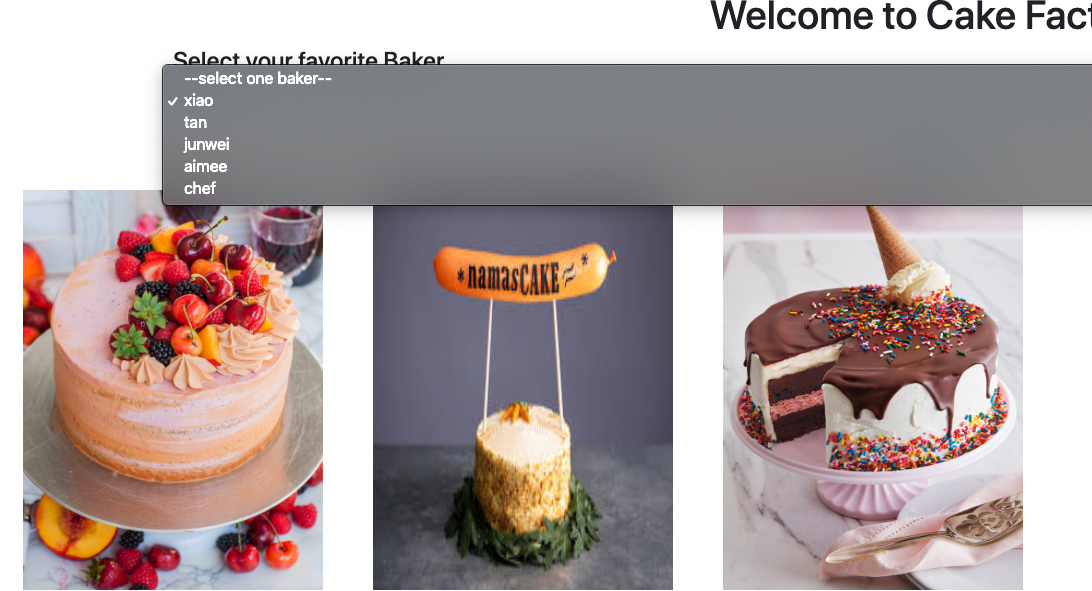 Welcome to Cake Fact
Select your favorite Baker
--select one baker--
✓ xiao
tan
junwei
aimee
chef
*namasCAKE~*